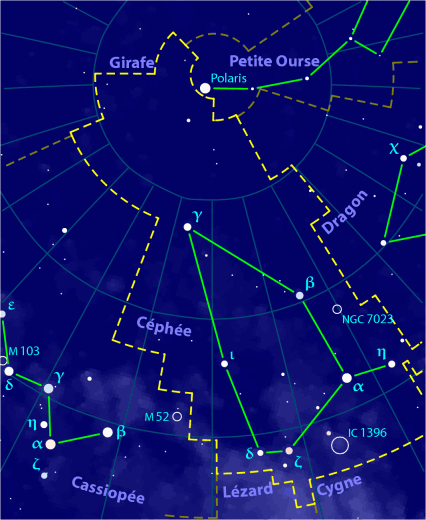 Girafe
Petite Ourse
Polaris
χ
Dragon
γ
β
ε
Céphée
NGC 7023
M 103
ι
η
δ
γ
α
M 52
η
β
IC 1396
α
δ
ζ
ζ
Cassiopée
Lézard
Cygne